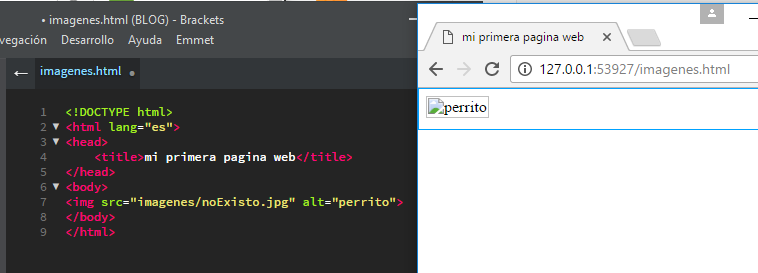 • imagenes.html (BLOG) - Brackets
vegación Desarrollo Ayuda Emmet
imagenes.html
1 <!DOCTYPE html>
2 <html lang="es">
3 <head>
4 <title>mi primera pagina web</title>
5 </head>
6 <body>
7 <img src="imagenes/noExisto.jpg" alt="perrito">
8 </body>
9 </html>
mi primera pagina web
127.0.0.1:53927/imagenes.html
perrito